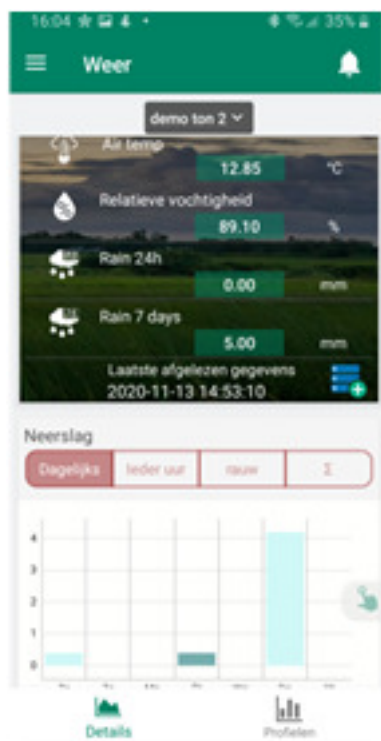 16:04 35%
Weer
demo ton 2
Air temp
12.85 °C
Relatieve vochtigheid
89.10 %
Rain 24h
0.00 mm
Rain 7 days
5.00 mm
Laatste afgelezen gegevens
2020-11-13 14:53:10
Neerslag
Dagelijks Ieder uur rauw Σ
4
3
2
1
0
Details Profielen